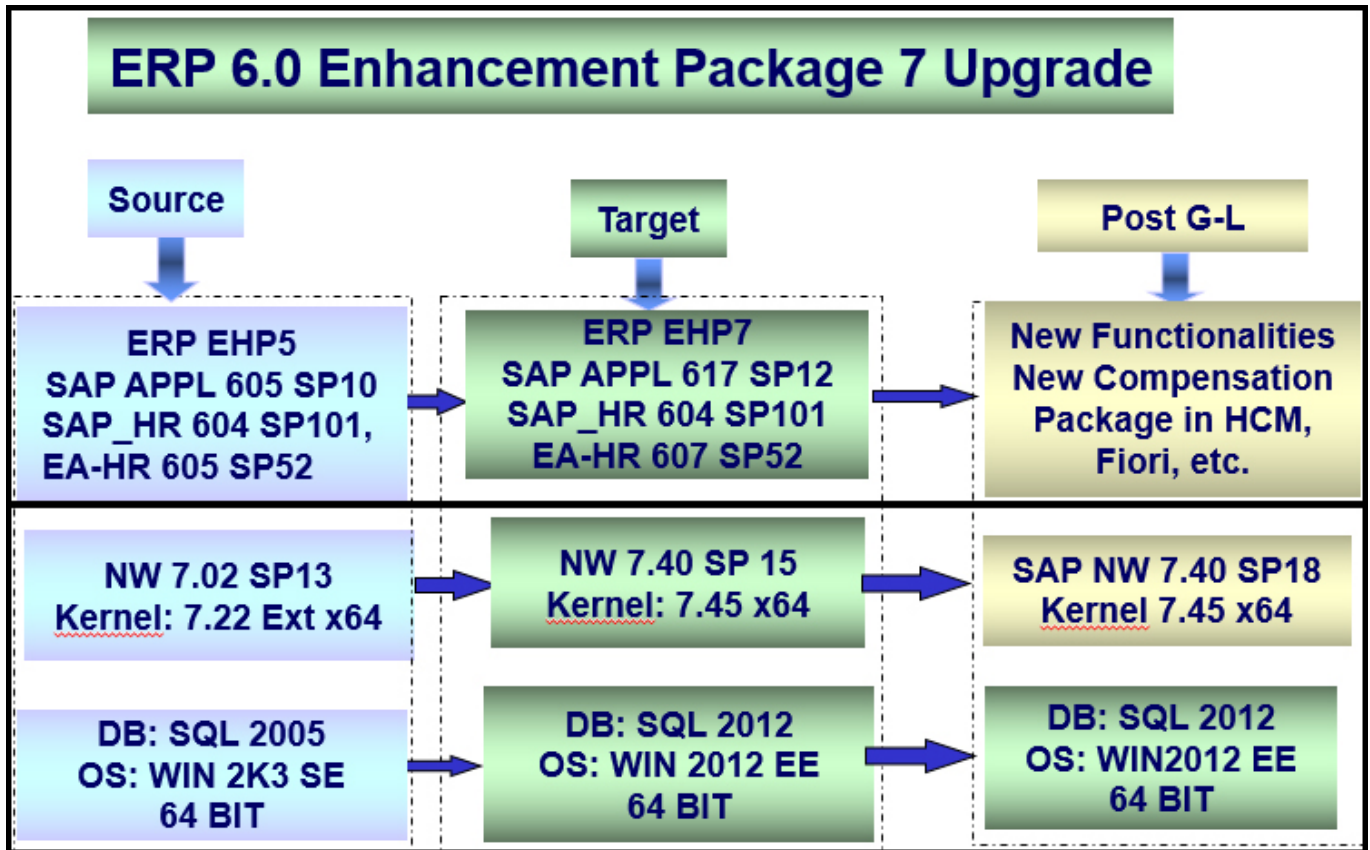 ERP 6.0 Enhancement Package 7 Upgrade
Source
Target
Post G-L
ERP EHP5
SAP APPL 605 SP10
SAP_HR 604 SP101,
EA-HR 605 SP52
ERP EHP7
SAP APPL 617 SP12
SAP_HR 604 SP101
EA-HR 607 SP52
New Functionalities
New Compensation
Package in HCM,
Fiori, etc.
NW 7.02 SP13
Kernel: 7.22 Ext x64
NW 7.40 SP 15
Kernel: 7.45 x64
SAP NW 7.40 SP18
Kernel 7.45 x64
DB: SQL 2005
OS: WIN 2K3 SE
64 BIT
DB: SQL 2012
OS: WIN 2012 EE
64 BIT
DB: SQL 2012
OS: WIN2012 EE
64 BIT